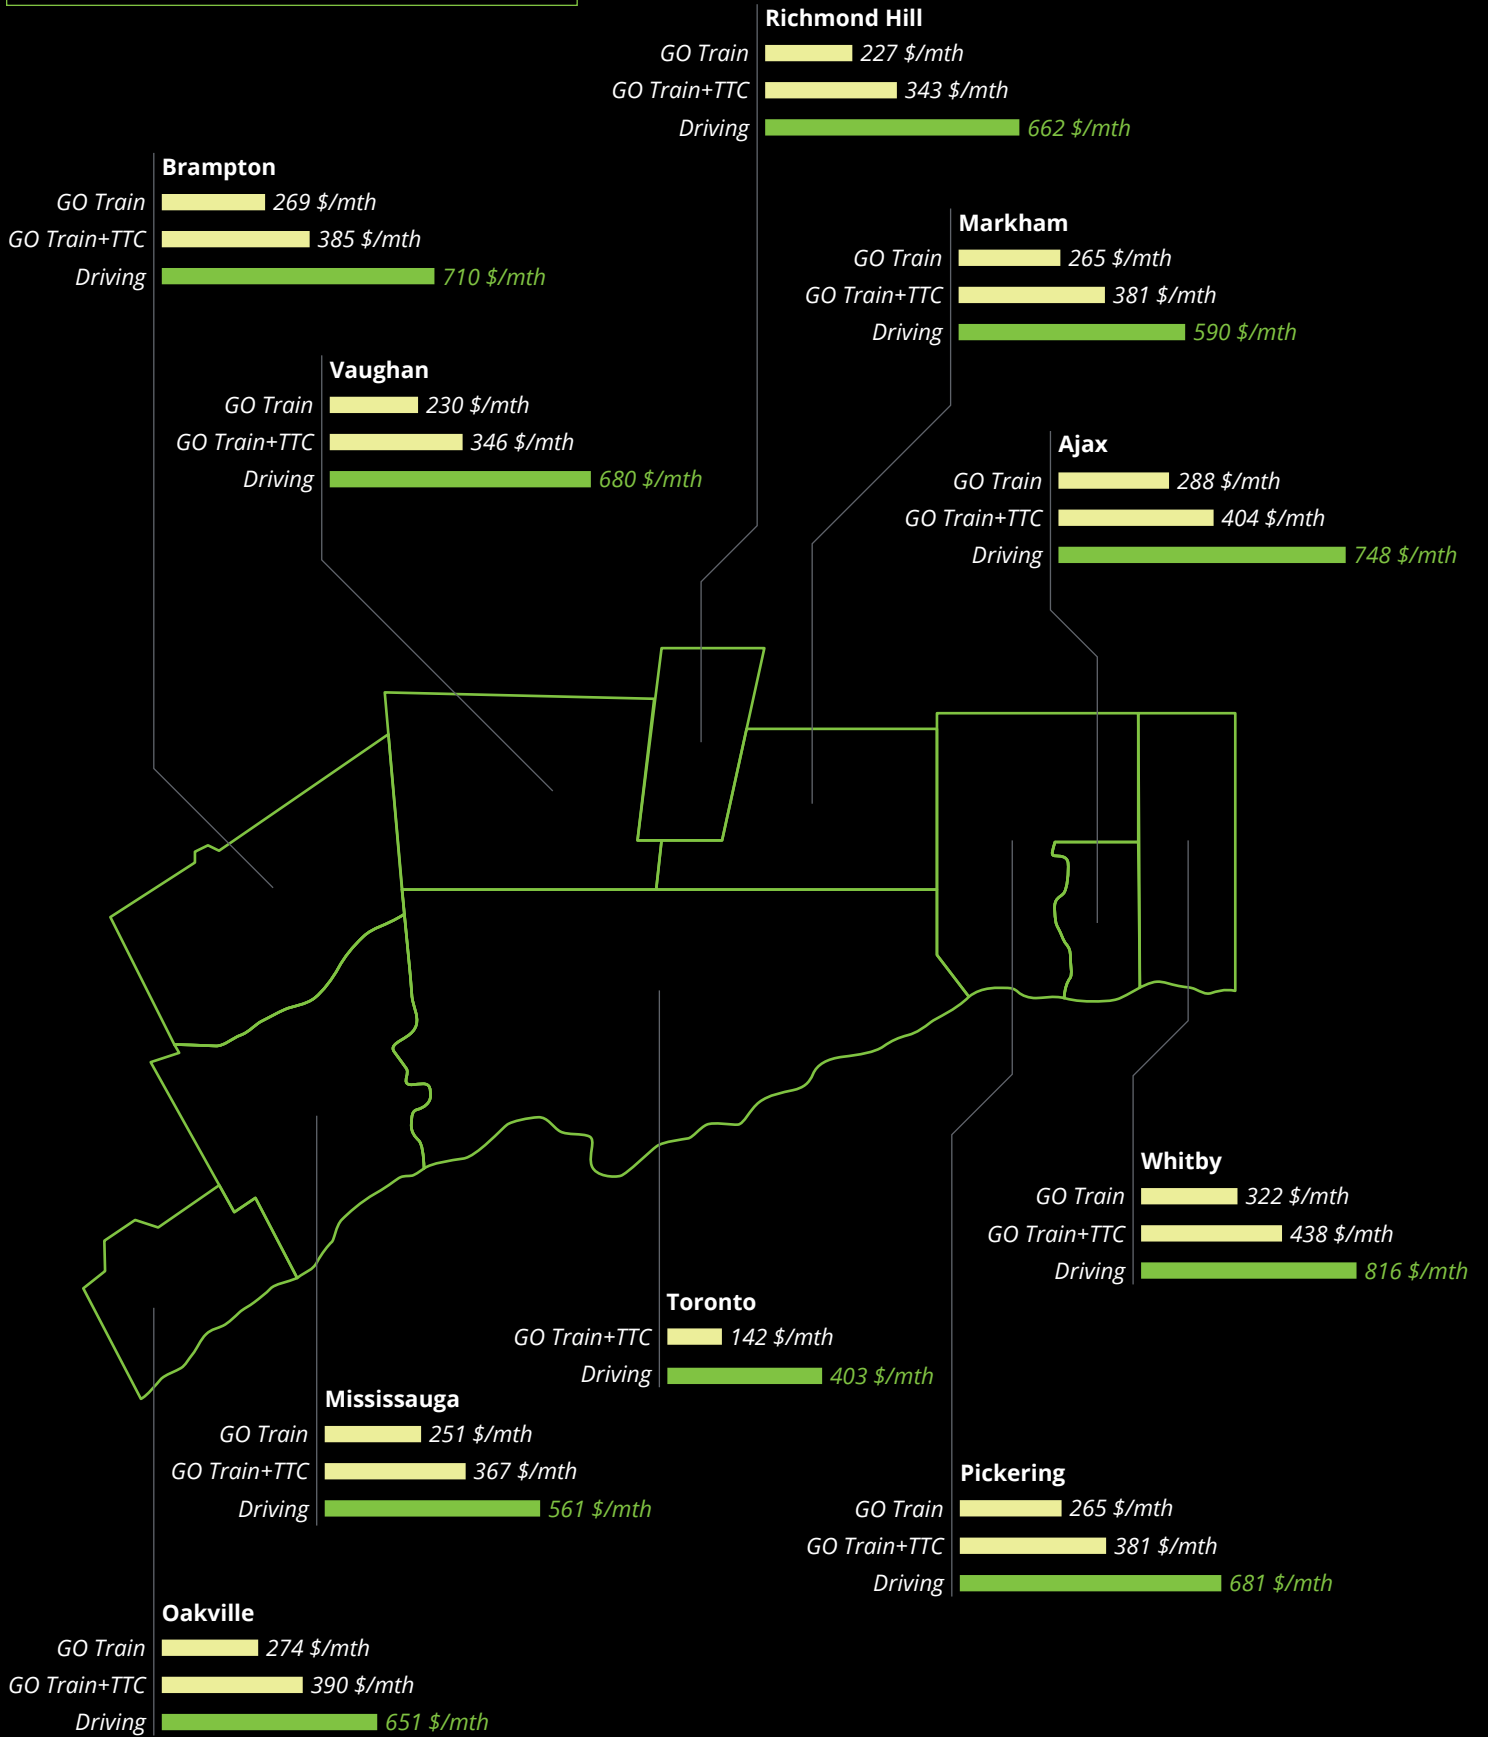 Richmond Hill
GO Train 227 $/mth
GO Train+TTC 343 $/mth
Driving 662 $/mth
Brampton
GO Train 269 $/mth
GO Train+TTC 385 $/mth
Driving 710 $/mth
Markham
GO Train 265 $/mth
GO Train+TTC 381 $/mth
Driving 590 $/mth
Vaughan
GO Train 230 $/mth
GO Train+TTC 346 $/mth
Driving 680 $/mth
Ajax
GO Train 288 $/mth
GO Train+TTC 404 $/mth
Driving 748 $/mth
Whitby
GO Train 322 $/mth
GO Train+TTC 438 $/mth
Driving 816 $/mth
Toronto
GO Train+TTC 142 $/mth
Driving 403 $/mth
Mississauga
GO Train 251 $/mth
GO Train+TTC 367 $/mth
Driving 561 $/mth
Pickering
GO Train 265 $/mth
GO Train+TTC 381 $/mth
Driving 681 $/mth
Oakville
GO Train 274 $/mth
GO Train+TTC 390 $/mth
Driving 651 $/mth